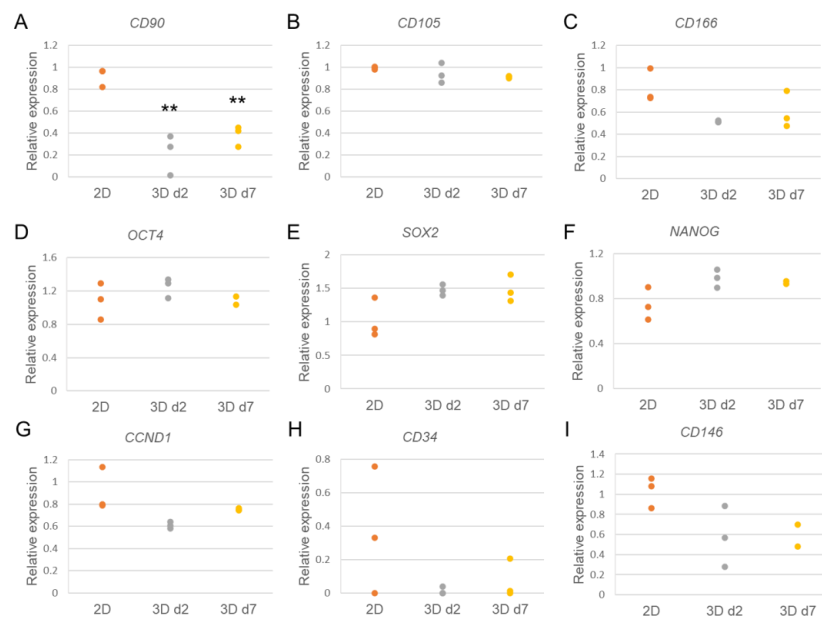 A
CD90
Relative expression
1.2
1
0.8
0.6
0.4
0.2
0
**
**
2D
3D d2
3D d7
B
CD105
Relative expression
1.2
1
0.8
0.6
0.4
0.2
0
2D
3D d2
3D d7
C
CD166
Relative expression
1.2
1
0.8
0.6
0.4
0.2
0
2D
3D d2
3D d7
D
OCT4
Relative expression
1.6
1.2
0.8
0.4
0
2D
3D d2
3D d7
E
SOX2
Relative expression
2
1.5
1
0.5
0
2D
3D d2
3D d7
F
NANOG
Relative expression
1.2
0.8
0.4
0
2D
3D d2
3D d7
G
CCND1
Relative expression
1.2
1
0.8
0.6
0.4
0.2
0
2D
3D d2
3D d7
H
CD34
Relative expression
0.8
0.6
0.4
0.2
0
2D
3D d2
3D d7
I
CD146
Relative expression
1.4
1.2
1
0.8
0.6
0.4
0.2
0
2D
3D d2
3D d7